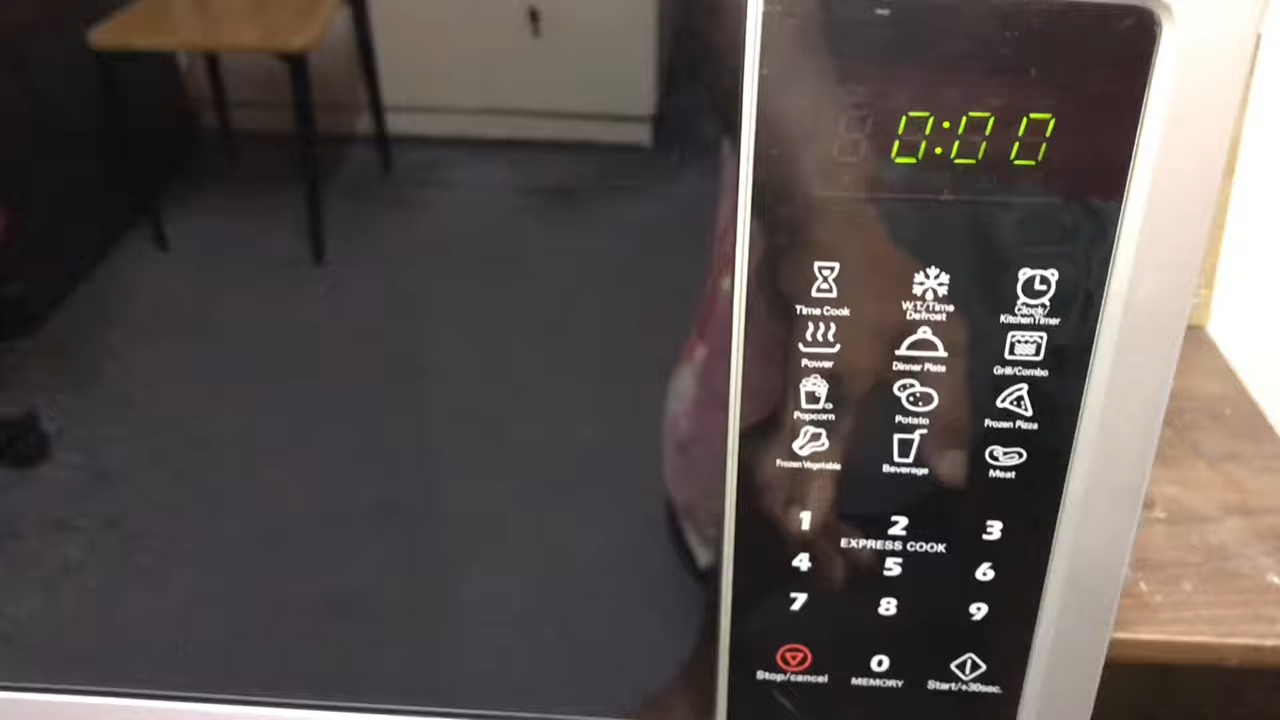 0:00
Time Cook
W.T./Time
Defrost
Clock/
Kitchen Timer
Power
Dinner Plate
Grill/Combo
Popcorn
Potato
Frozen Pizza
Frozen Vegetable
Beverage
Meat
1 2 3
EXPRESS COOK
4 5 6
7 8 9
0
Stop/cancel
MEMORY
Start/+30sec.